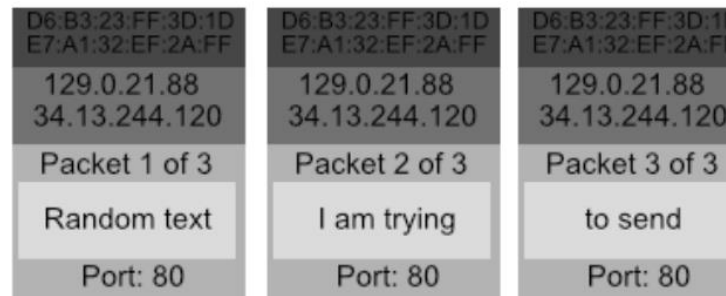 D6:B3:23:FF:3D:1D
E7:A1:32:EF:2A:FF
129.0.21.88
34.13.244.120
Packet 1 of 3
Random text
Port: 80
D6:B3:23:FF:3D:1D
E7:A1:32:EF:2A:FF
129.0.21.88
34.13.244.120
Packet 2 of 3
I am trying
Port: 80
D6:B3:23:FF:3D:1D
E7:A1:32:EF:2A:FF
129.0.21.88
34.13.244.120
Packet 3 of 3
to send
Port: 80